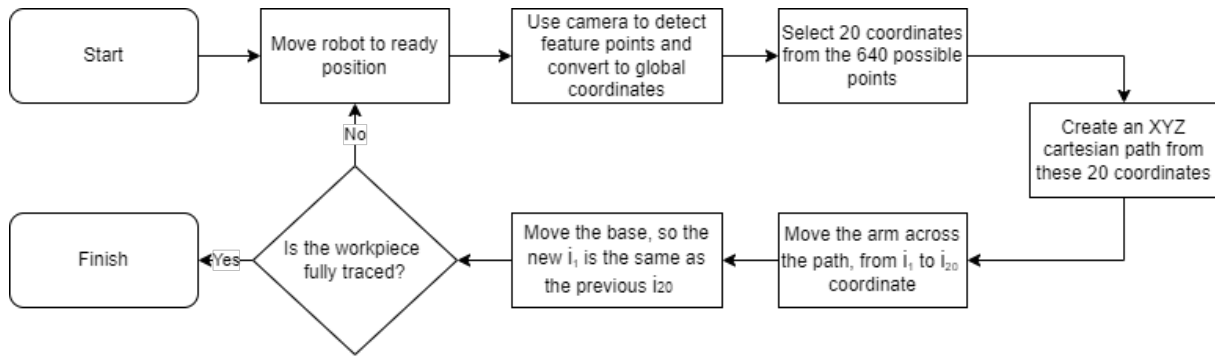 Start
Move robot to ready
position
Use camera to detect
feature points and
convert to global
coordinates
Select 20 coordinates
from the 640 possible
points
Create an XYZ
cartesian path from
these 20 coordinates
Move the arm across
the path, from i₁ to i₂₀
coordinate
Move the base, so the
new i₁ is the same as
the previous i20
Is the workpiece
fully traced?
No
Yes
Finish